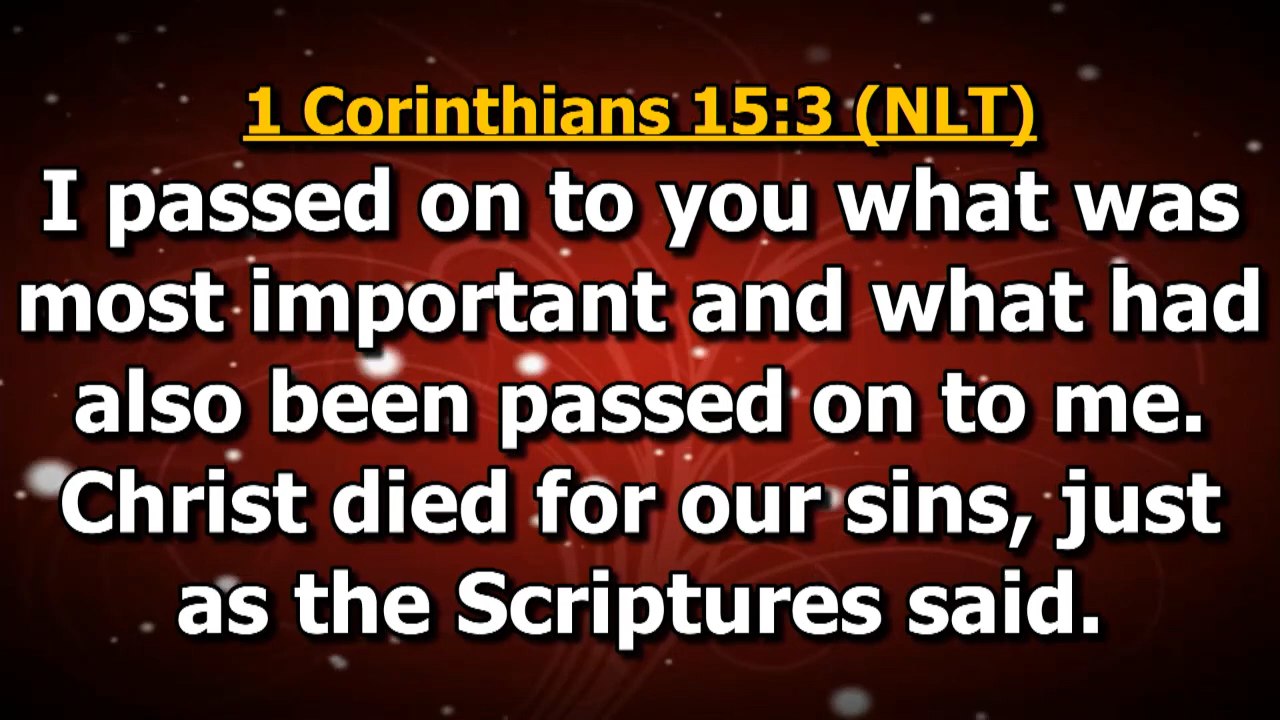 1 Corinthians 15:3 (NLT)
I passed on to you what was
most important and what had
also been passed on to me.
Christ died for our sins, just
as the Scriptures said.